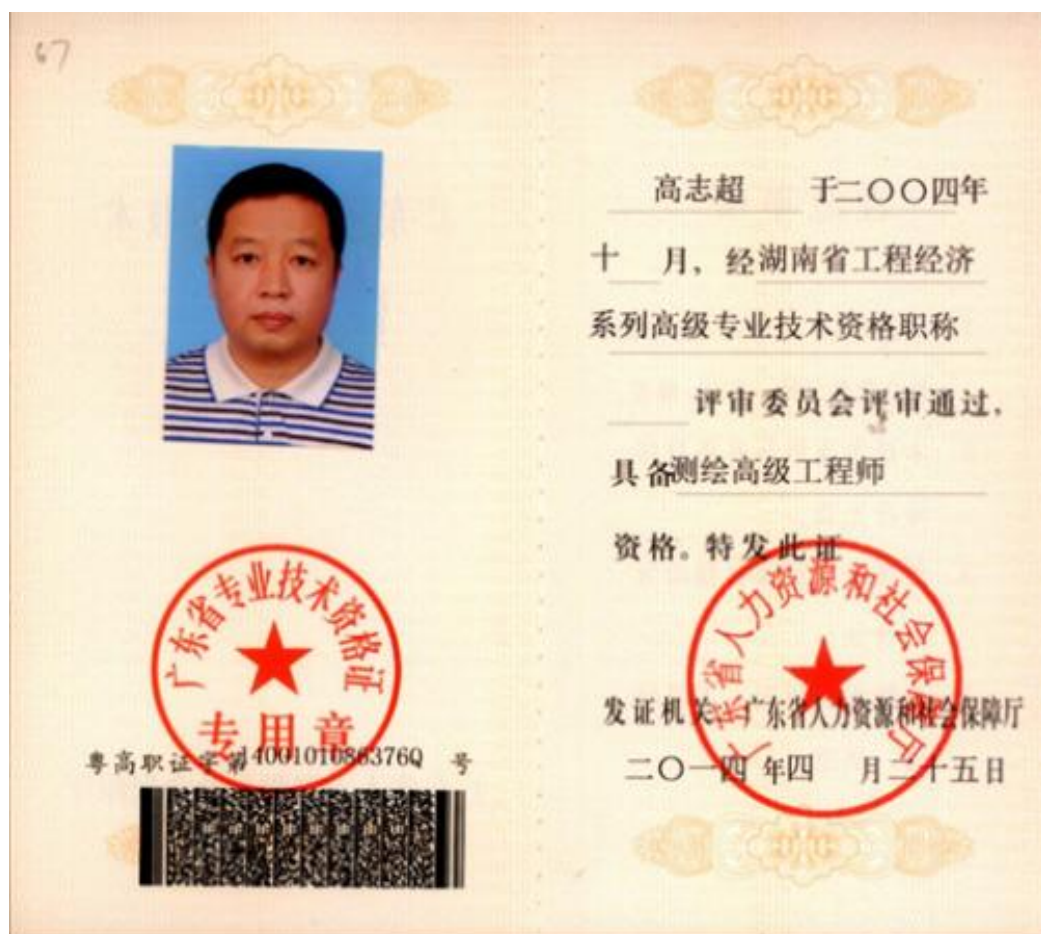 67
广东省专业技术资格证
专用章
粤高职证字第1400101086376Q 号
高志超 于二〇〇四年
十 月，经湖南省工程经济
系列高级专业技术资格职称
评审委员会评审通过，
具备测绘高级工程师
资格。特发此证
广东省人力资源和社会保障厅
发证机关 广东省人力资源和社会保障厅
二〇一四 年四 月二十五日